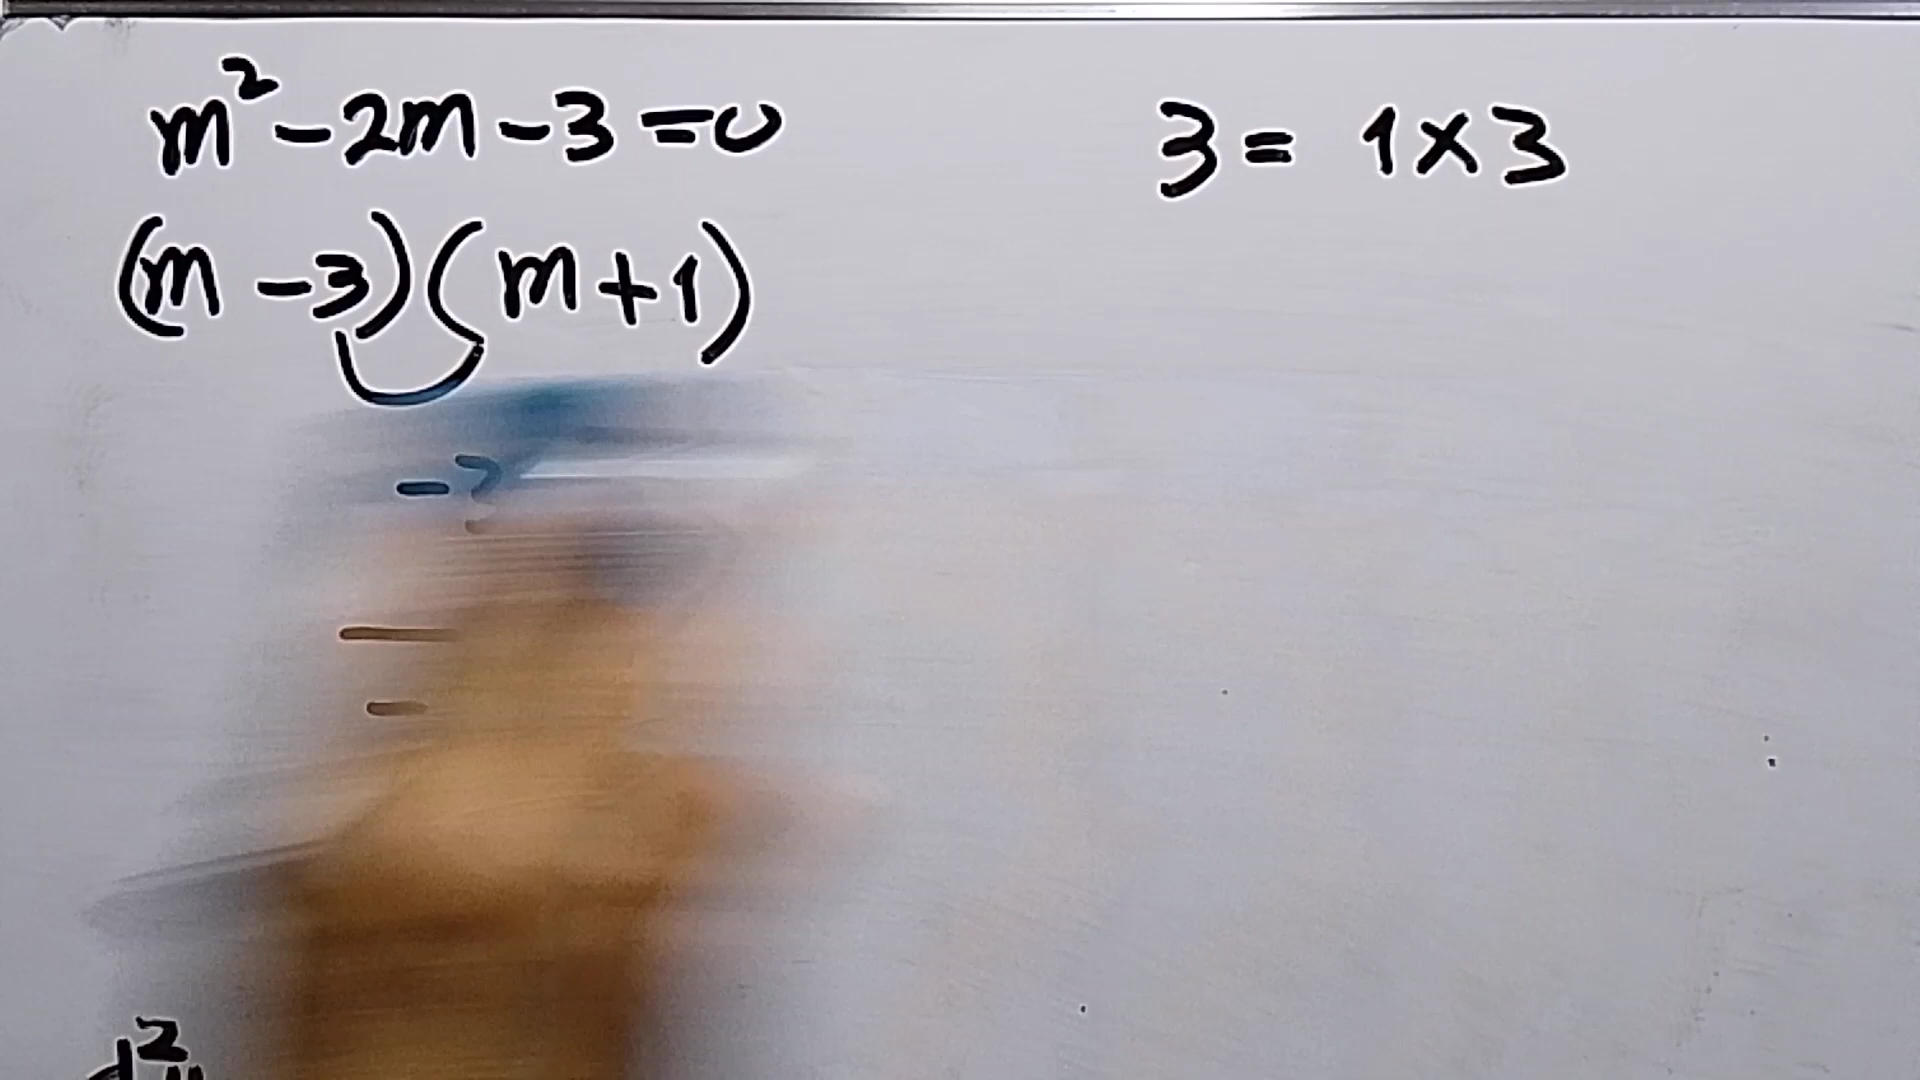 m² - 2m - 3 = 0
3 = 1 × 3
(m - 3)(m + 1)